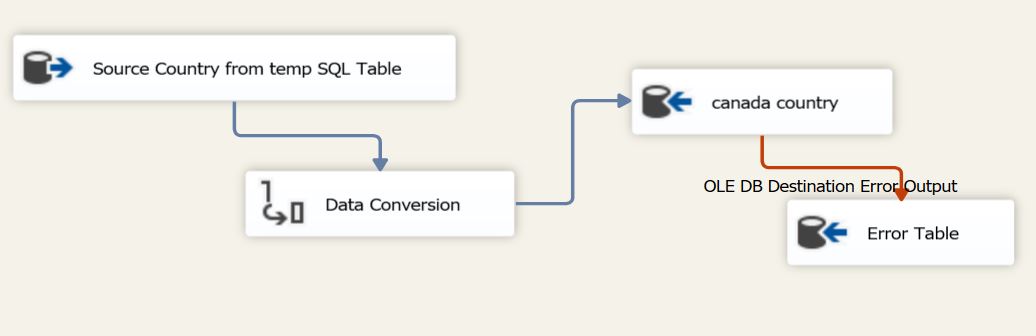 Source Country from temp SQL Table
canada country
OLE DB Destination Error Output
Data Conversion
Error Table